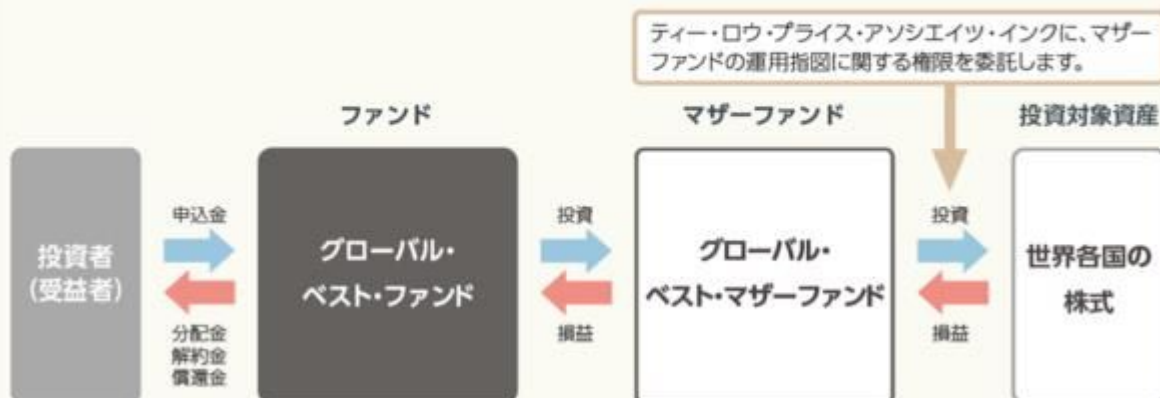 ティー・ロウ・プライス・アソシエイツ・インクに、マザー
ファンドの運用指図に関する権限を委託します。
ファンド
マザーファンド
投資対象資産
投資者
(受益者)
申込金
分配金
解約金
償還金
グローバル・
ベスト・ファンド
投資
損益
グローバル・
ベスト・マザーファンド
投資
損益
世界各国の
株式